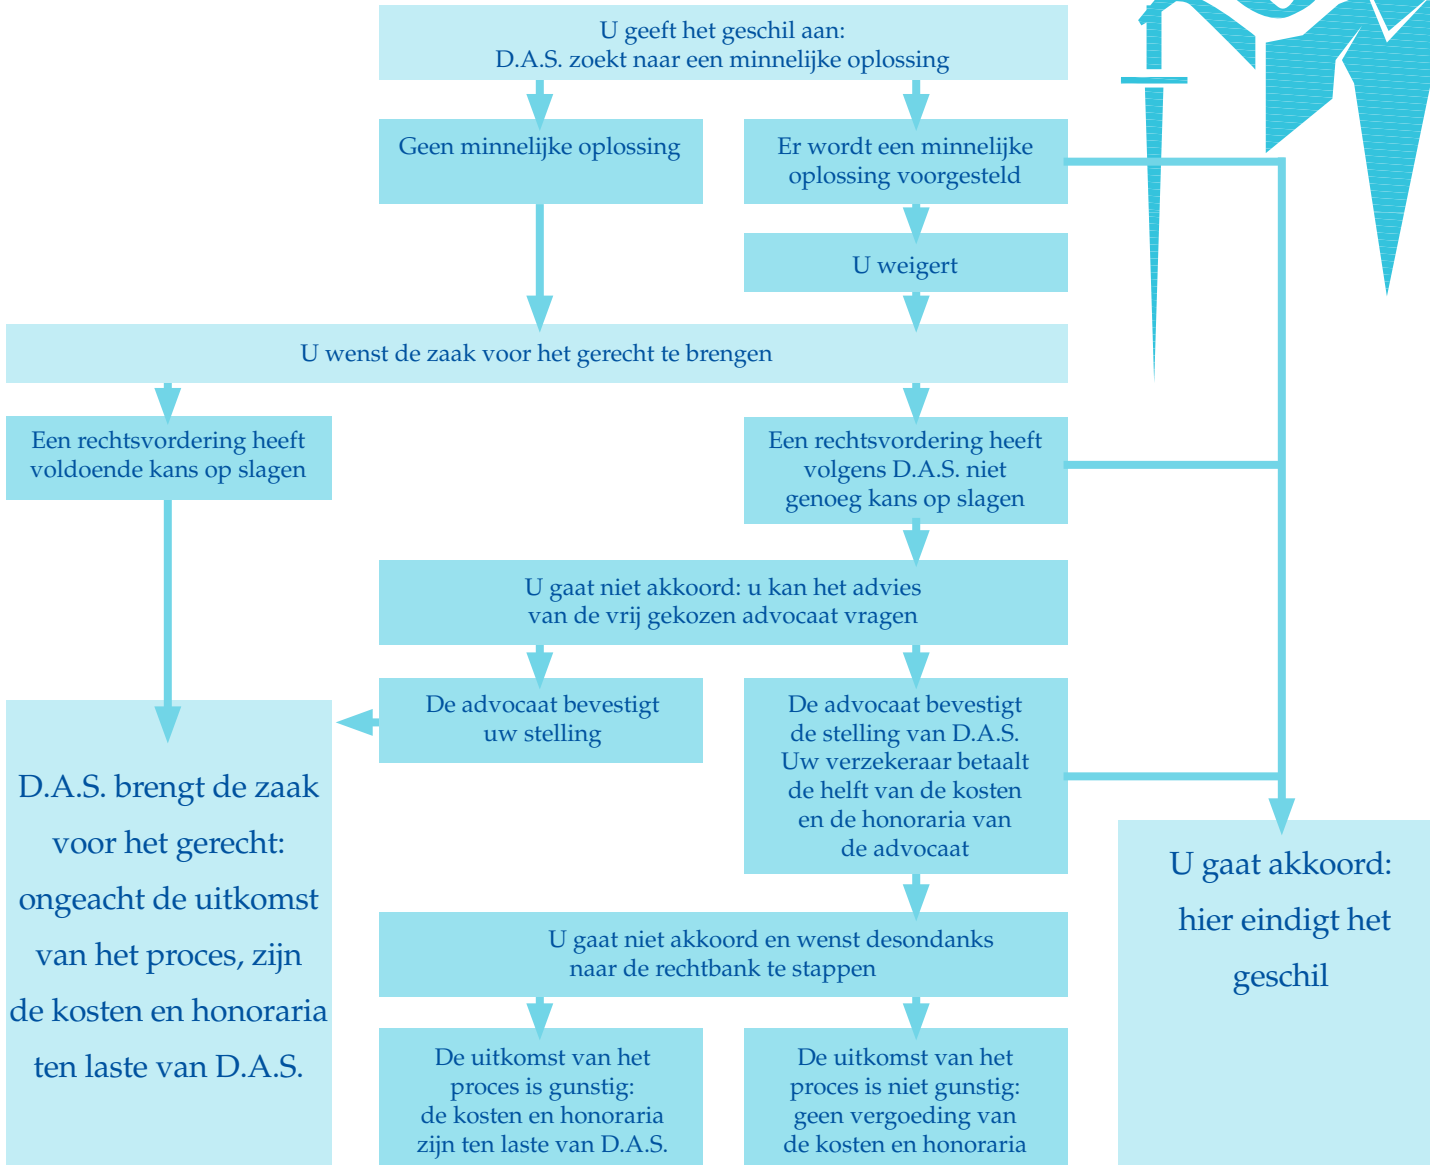 U geeft het geschil aan:
D.A.S. zoekt naar een minnelijke oplossing
Geen minnelijke oplossing
Er wordt een minnelijke
oplossing voorgesteld
U weigert
U wenst de zaak voor het gerecht te brengen
Een rechtsvordering heeft
voldoende kans op slagen
Een rechtsvordering heeft
volgens D.A.S. niet
genoeg kans op slagen
U gaat niet akkoord: u kan het advies
van de vrij gekozen advocaat vragen
De advocaat bevestigt
uw stelling
De advocaat bevestigt
de stelling van D.A.S.
Uw verzekeraar betaalt
de helft van de kosten
en de honoraria van
de advocaat
D.A.S. brengt de zaak
voor het gerecht:
ongeacht de uitkomst
van het proces, zijn
de kosten en honoraria
ten laste van D.A.S.
U gaat akkoord:
hier eindigt het
geschil
U gaat niet akkoord en wenst desondanks
naar de rechtbank te stappen
De uitkomst van het
proces is gunstig:
de kosten en honoraria
zijn ten laste van D.A.S.
De uitkomst van het
proces is niet gunstig:
geen vergoeding van
de kosten en honoraria